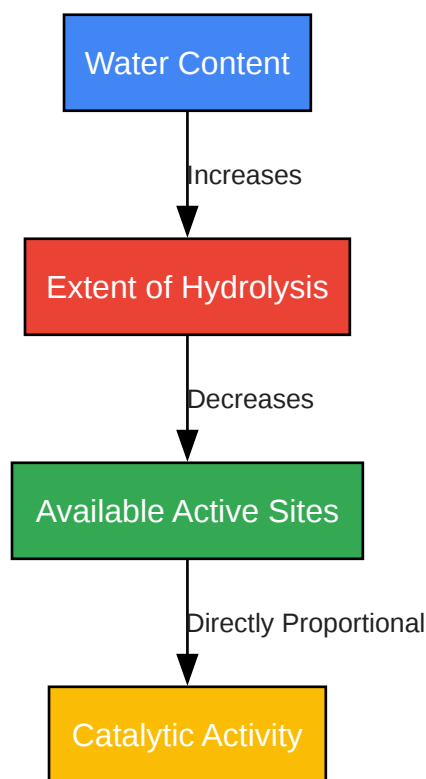 Water Content
Increases
Extent of Hydrolysis
Decreases
Available Active Sites
Directly Proportional
Catalytic Activity